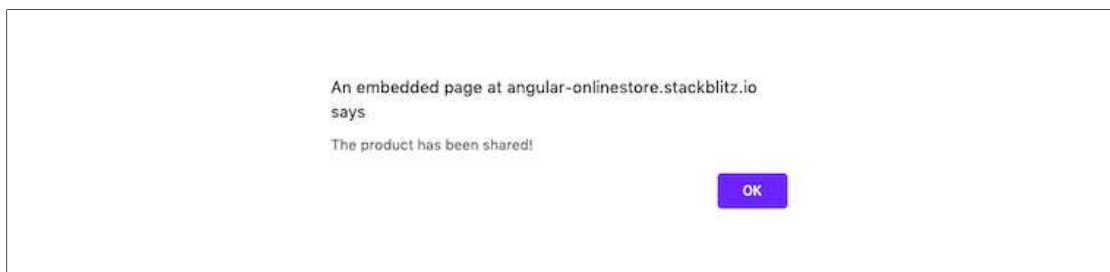 An embedded page at angular-onlinestore.stackblitz.io
says
The product has been shared!
OK